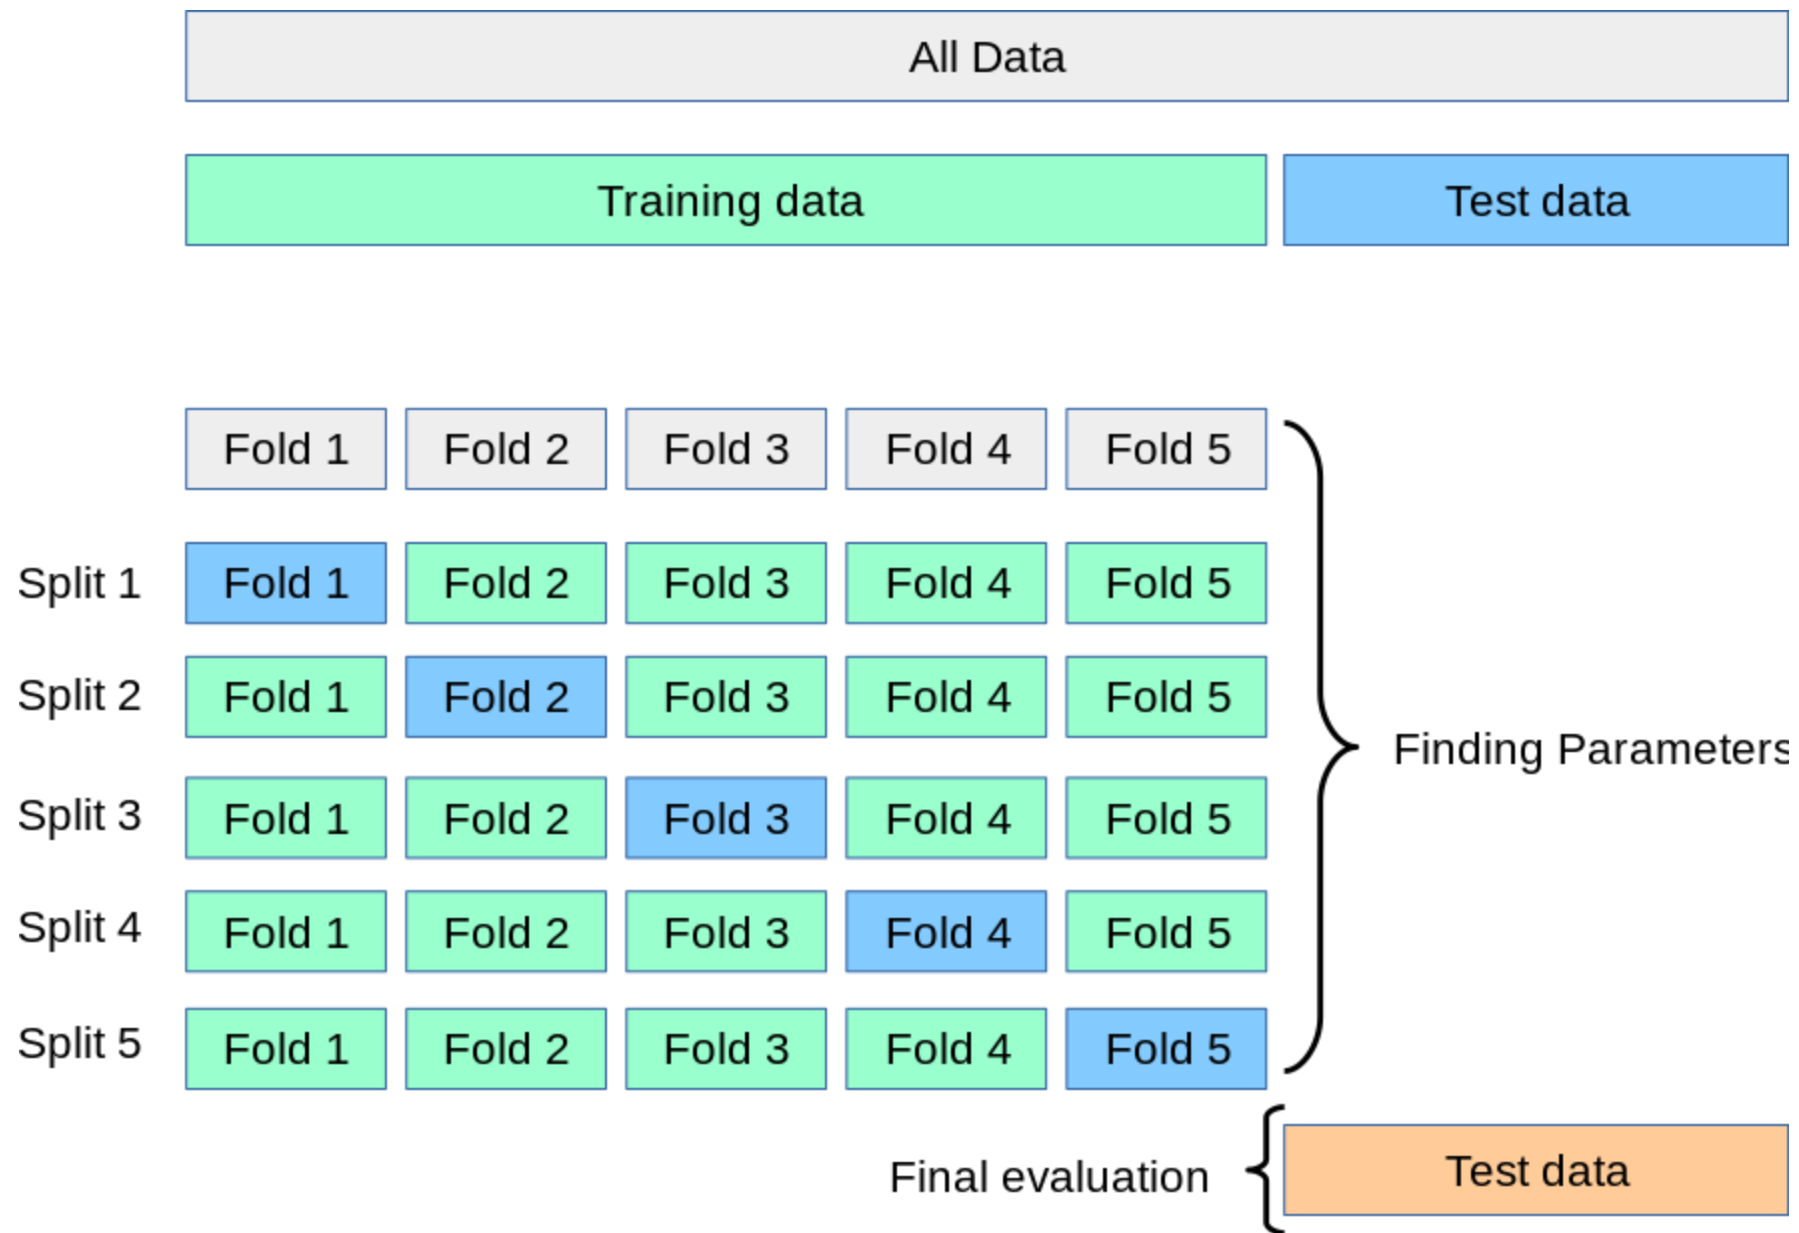 All Data
Training data Test data
Fold 1 Fold 2 Fold 3 Fold 4 Fold 5
Split 1 Fold 1 Fold 2 Fold 3 Fold 4 Fold 5
Split 2 Fold 1 Fold 2 Fold 3 Fold 4 Fold 5
Finding Parameters
Split 3 Fold 1 Fold 2 Fold 3 Fold 4 Fold 5
Split 4 Fold 1 Fold 2 Fold 3 Fold 4 Fold 5
Split 5 Fold 1 Fold 2 Fold 3 Fold 4 Fold 5
Final evaluation Test data